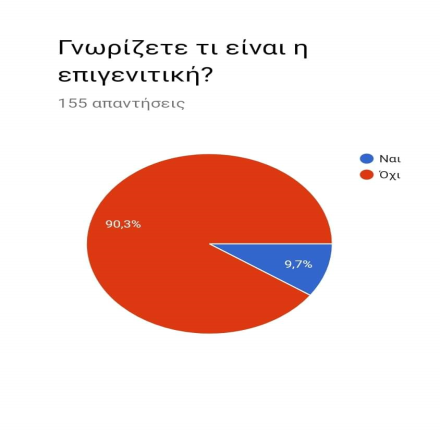 Γνωρίζετε τι είναι η
επιγενιτική?
155 απαντήσεις
Ναι
Όχι
90,3%
9,7%